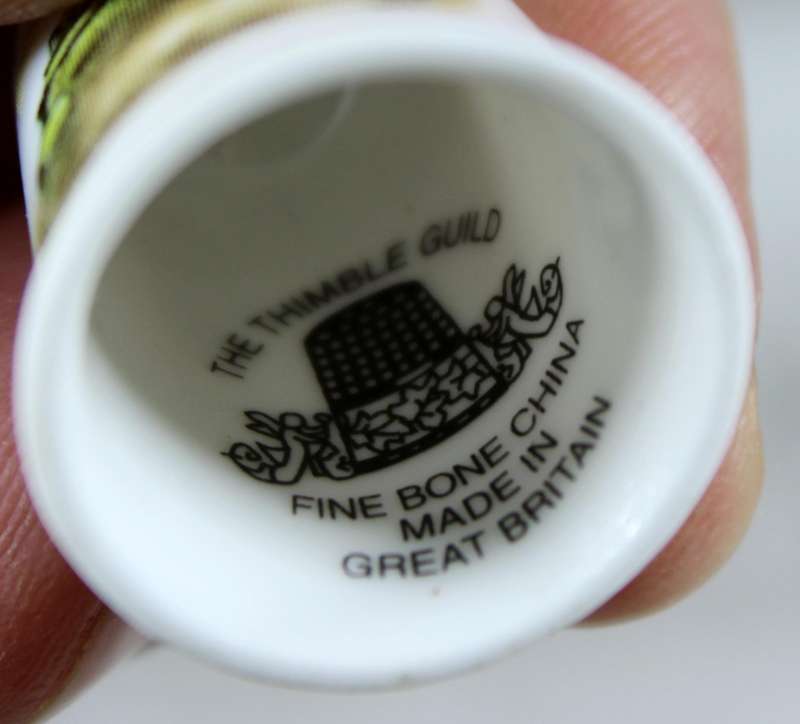 THE THIMBLE GUILD
FINE BONE CHINA
MADE IN
GREAT BRITAIN